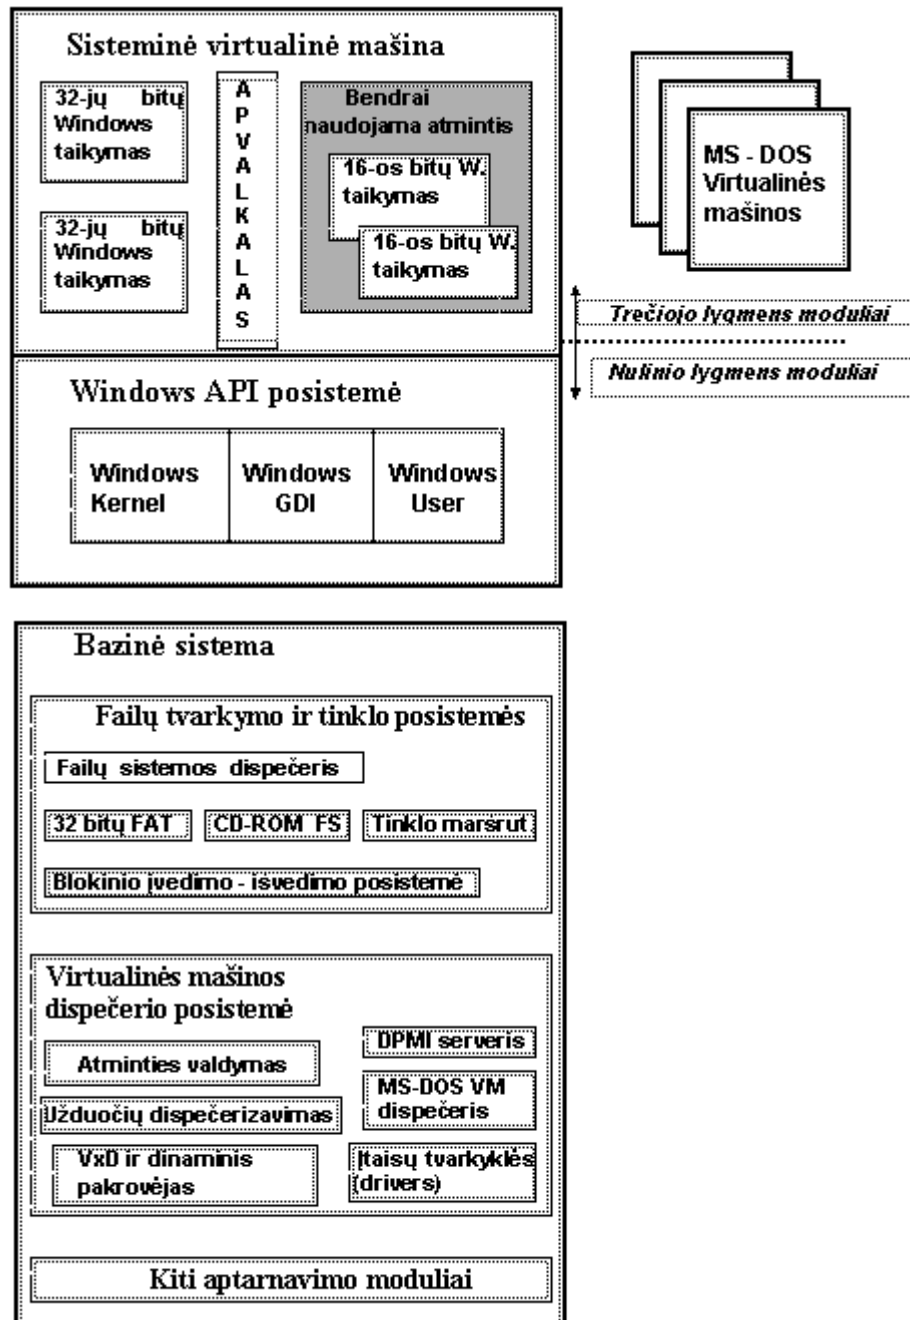 Sisteminė virtualinė mašina
32-jų bitų
Windows
taikymas
32-jų bitų
Windows
taikymas
A
P
V
A
L
K
A
L
A
S
Bendrai
naudojama atmintis
16-os bitų W.
taikymas
16-os bitų W.
taikymas
MS - DOS
Virtualinės
mašinos
Trečiojo lygmens moduliai
Nulinio lygmens moduliai
Windows API posistemė
Windows
Kernel
Windows
GDI
Windows
User
Bazinė sistema
Failų tvarkymo ir tinklo posistemės
Failų sistemos dispečeris
32 bitų FAT
CD-ROM FS
Tinklo marsrut.
Blokinio įvedimo - išvedimo posistemė
Virtualinės mašinos
dispečerio posistemė
Atminties valdymas
DPMI serveris
Užduočių dispečerizavimas
MS-DOS VM
dispečeris
VxD ir dinaminis
pakrovėjas
Įtaisų tvarkyklės
(drivers)
Kiti aptarnavimo moduliai